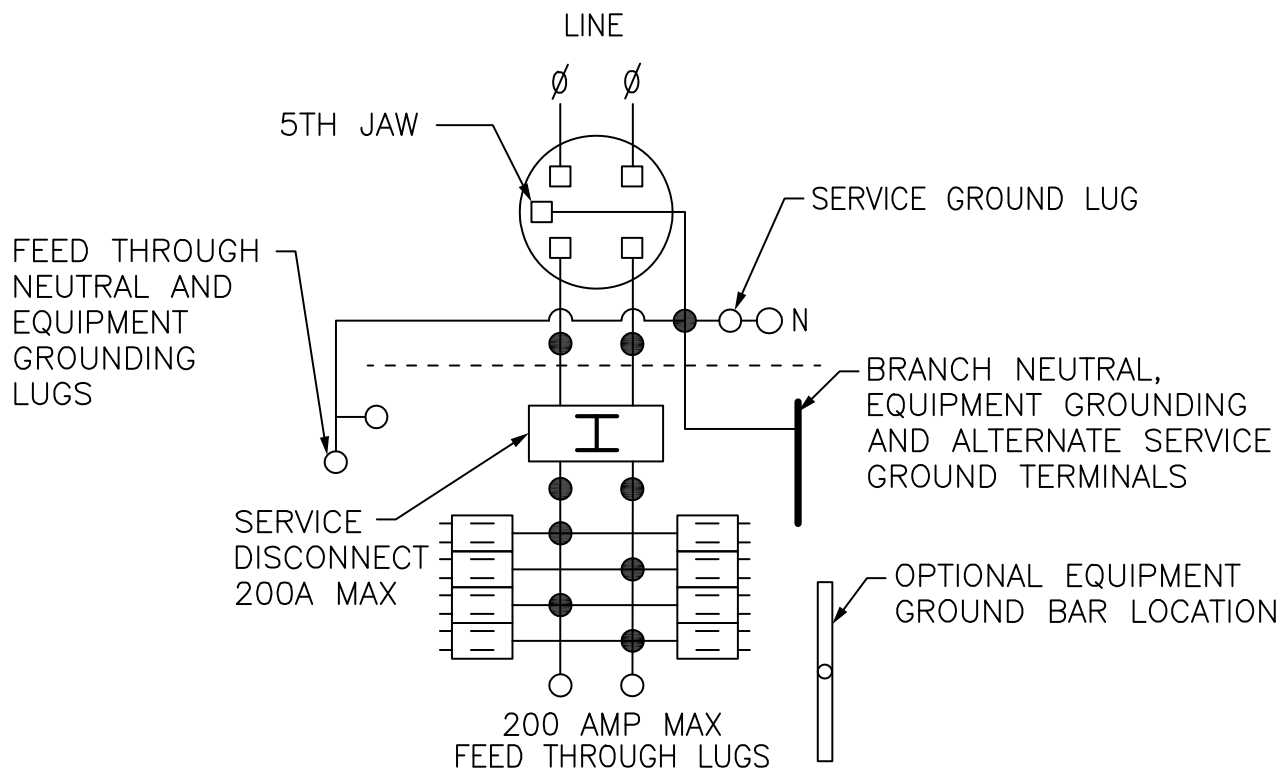 LINE
Ø Ø
5TH JAW
SERVICE GROUND LUG
FEED THROUGH
NEUTRAL AND
EQUIPMENT
GROUNDING
LUGS
N
BRANCH NEUTRAL,
EQUIPMENT GROUNDING
AND ALTERNATE SERVICE
GROUND TERMINALS
SERVICE
DISCONNECT
200A MAX
OPTIONAL EQUIPMENT
GROUND BAR LOCATION
200 AMP MAX
FEED THROUGH LUGS